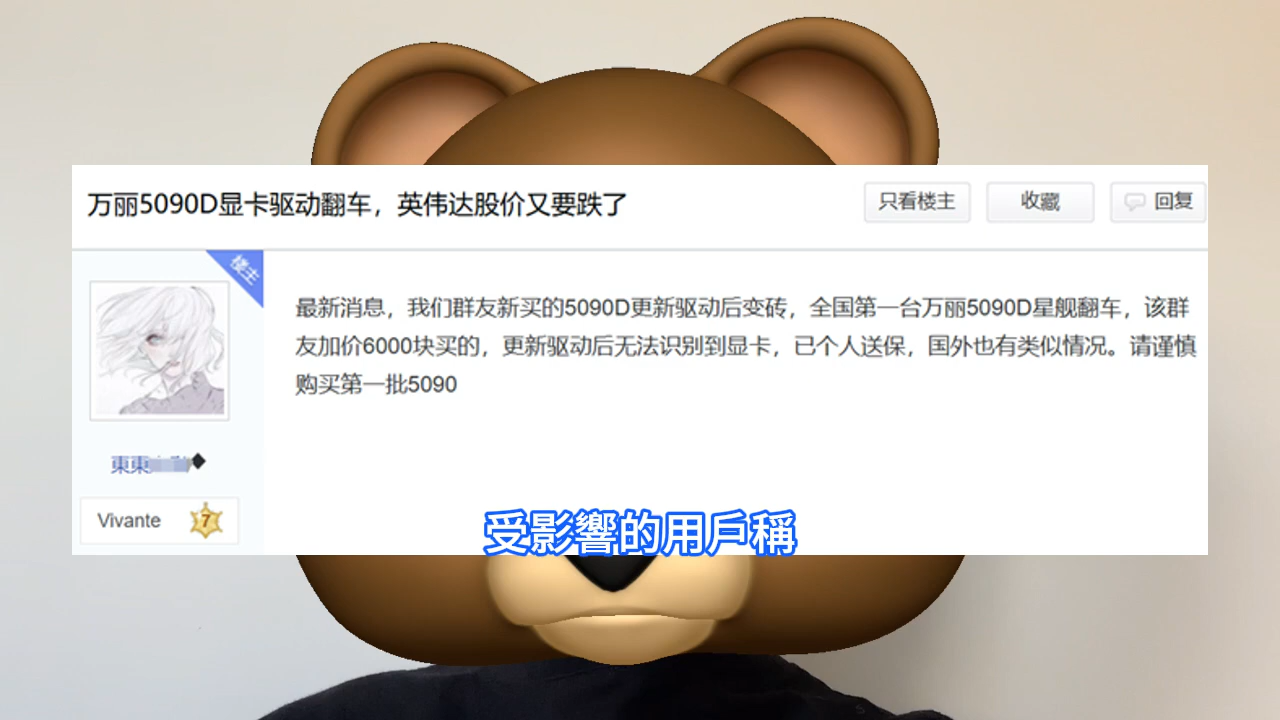 万丽5090D显卡驱动翻车，英伟达股价又要跌了
只看楼主
收藏
回复
楼主
最新消息，我们群友新买的5090D更新驱动后变砖，全国第一台万丽5090D星舰翻车，该群
友加价6000块买的，更新驱动后无法识别到显卡，已个人送保，国外也有类似情况。请谨慎
购买第一批5090
東東
Vivante
7
受影響的用戶稱